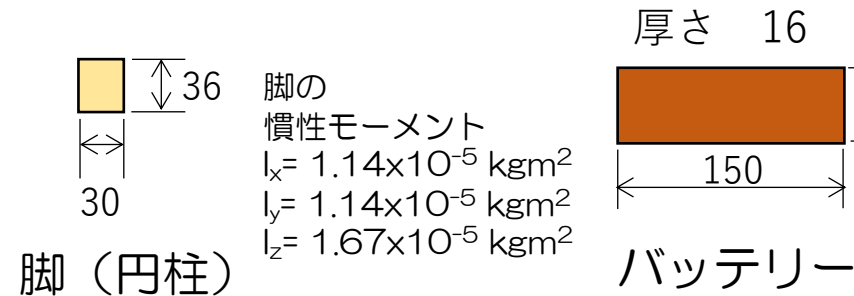 厚さ 16
36
脚の
慣性モーメント
Ix= 1.14x10-5 kgm2
Iy= 1.14x10-5 kgm2
Iz= 1.67x10-5 kgm2
150
30
脚（円柱）
バッテリー